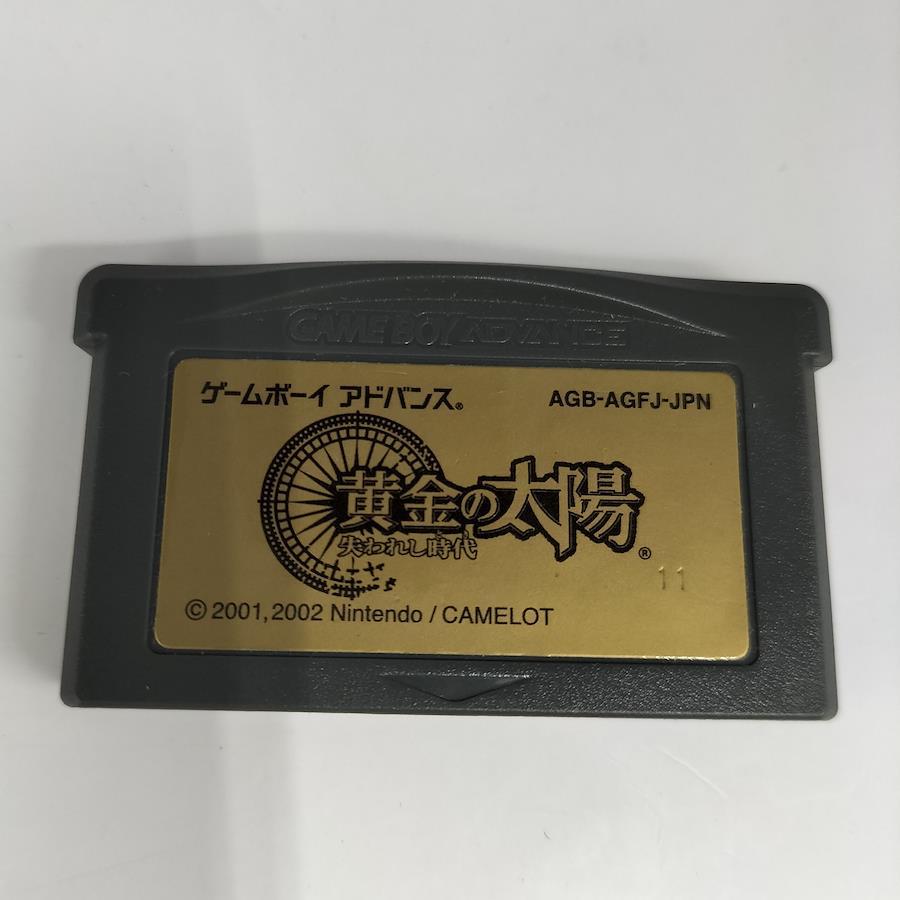 GAME BOY ADVANCE
ゲームボーイ アドバンス®
AGB-AGFJ-JPN
黄金の太陽®
失われし時代
11
© 2001, 2002 Nintendo / CAMELOT